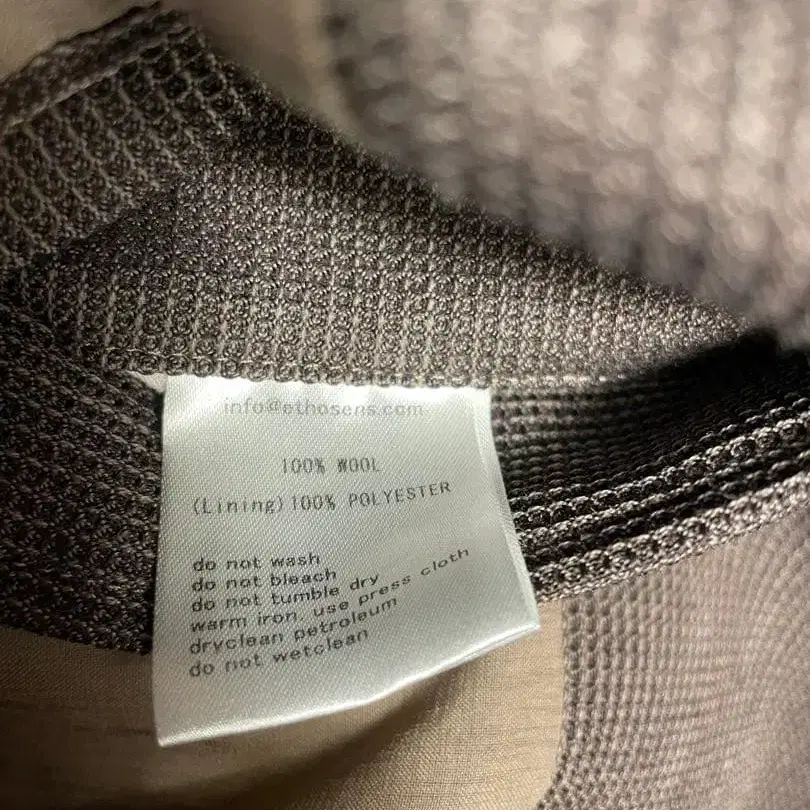 info@ethosens.com
100% WOOL
(Lining)100% POLYESTER
do not wash
do not bleach
do not tumble dry
warm iron, use press cloth
dryclean petroleum
do not wetclean